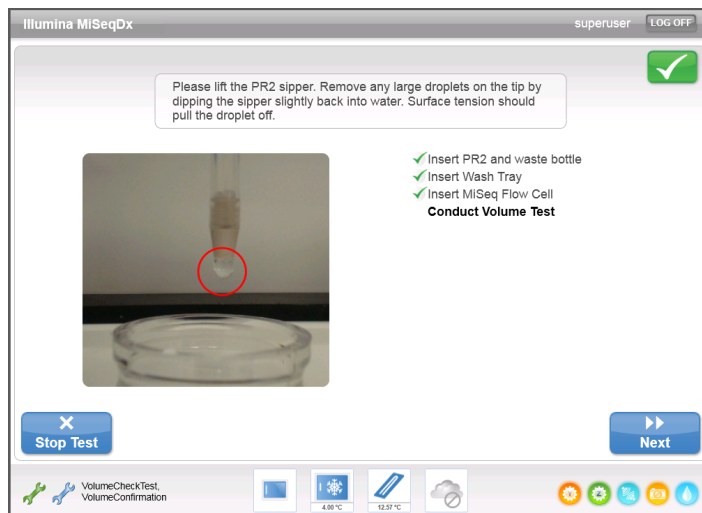 Illumina MiSeqDx
superuser
LOG OFF
Please lift the PR2 sipper. Remove any large droplets on the tip by
dipping the sipper slightly back into water. Surface tension should
pull the droplet off.
Insert PR2 and waste bottle
Insert Wash Tray
Insert MiSeq Flow Cell
Conduct Volume Test
Stop Test
Next
VolumeCheckTest,
VolumeConfirmation
4.00 °C
12.57 °C